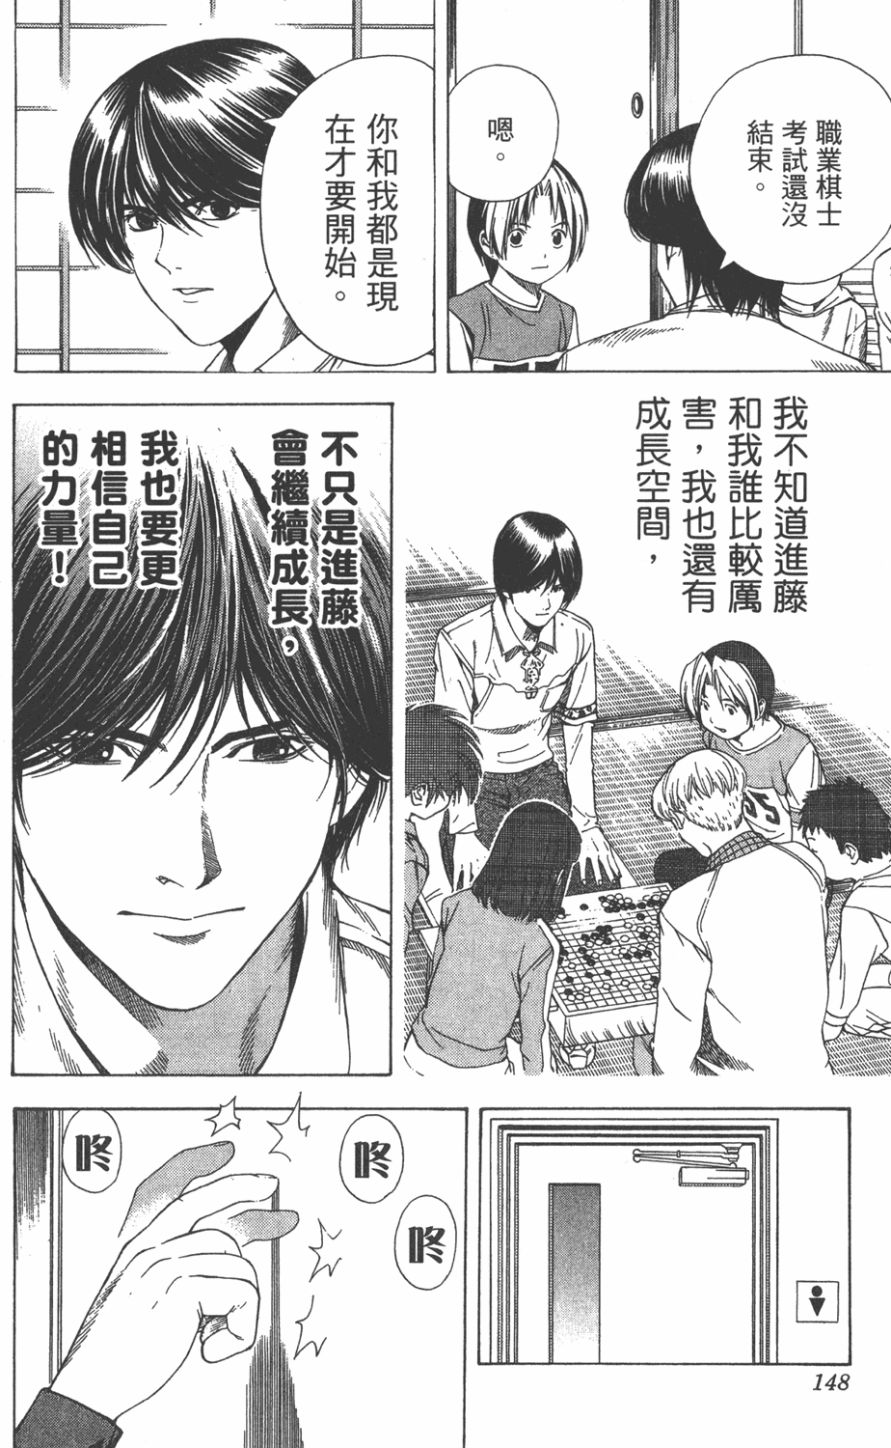 職業棋士
考試還沒
結束。
嗯。
你和我都是現
在才要開始。
我不知道進藤
和我誰比較厲
害，我也還有
成長空間，
不只是進藤
會繼續成長，
我也要更
相信自己
的力量！
咚
咚
咚
55
148